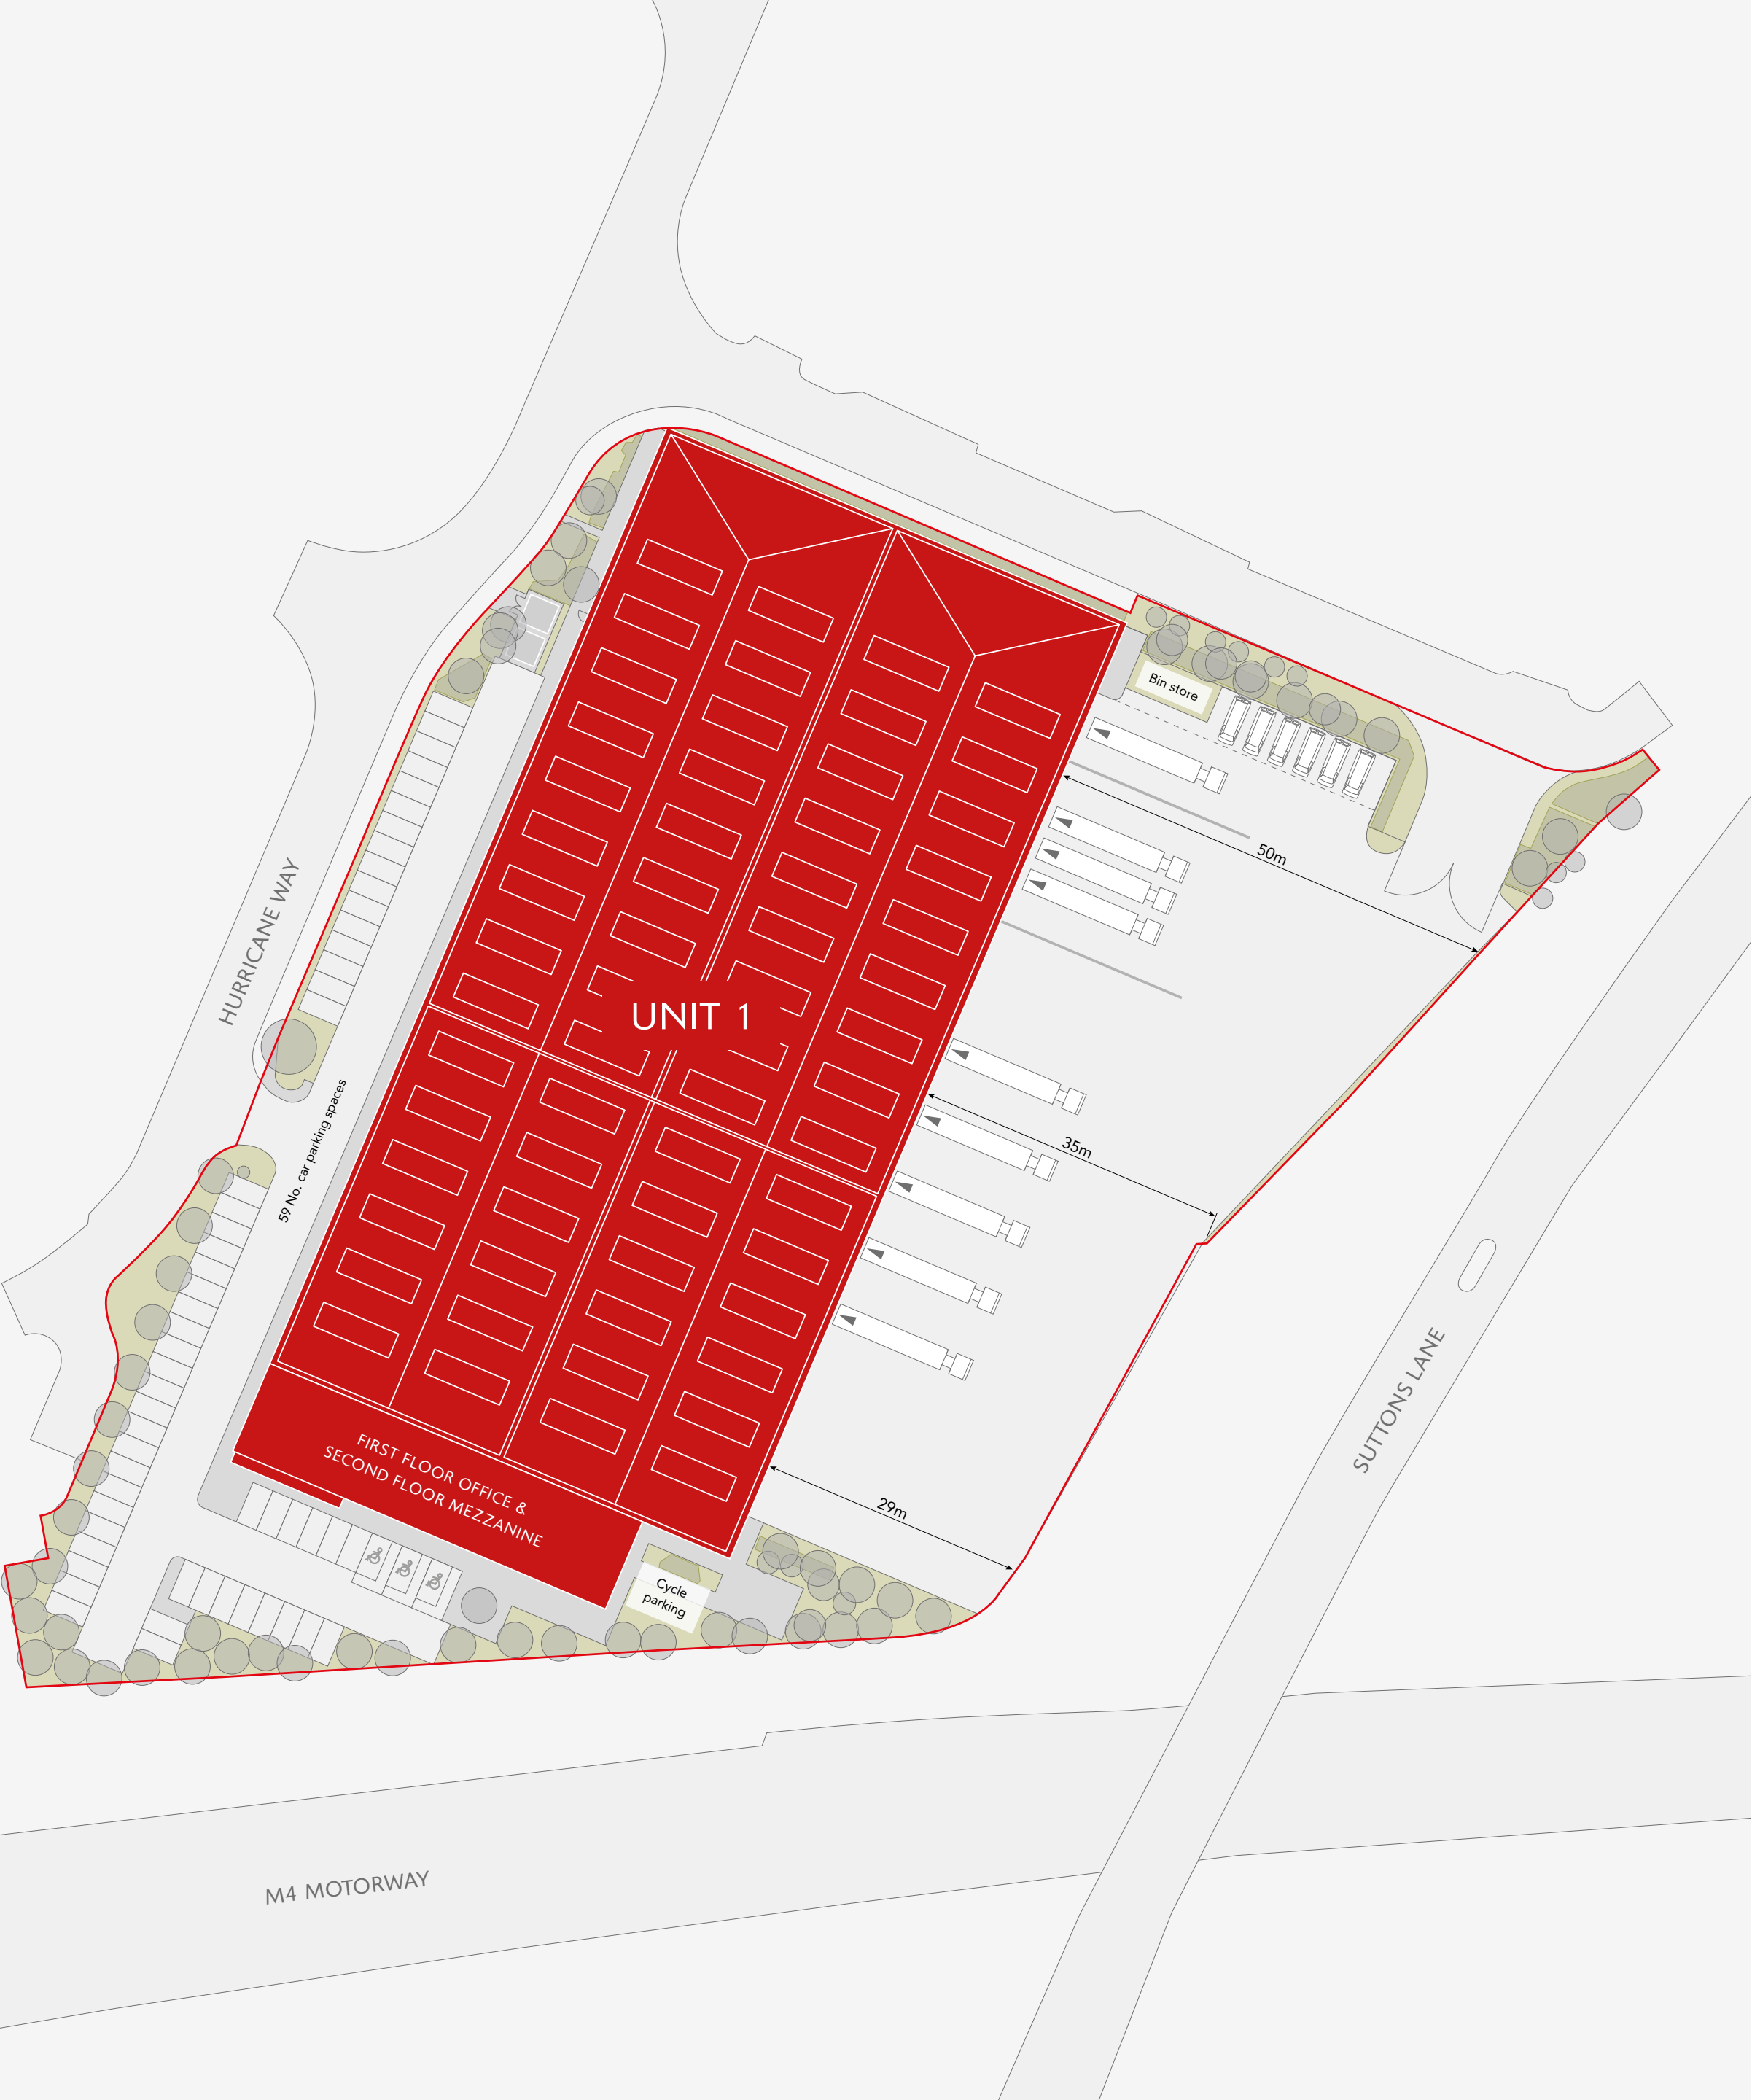 Bin store
50m
HURRICANE WAY
UNIT 1
59 No. car parking spaces
35m
SUTTONS LANE
FIRST FLOOR OFFICE &
SECOND FLOOR MEZZANINE
29m
Cycle
parking
M4 MOTORWAY